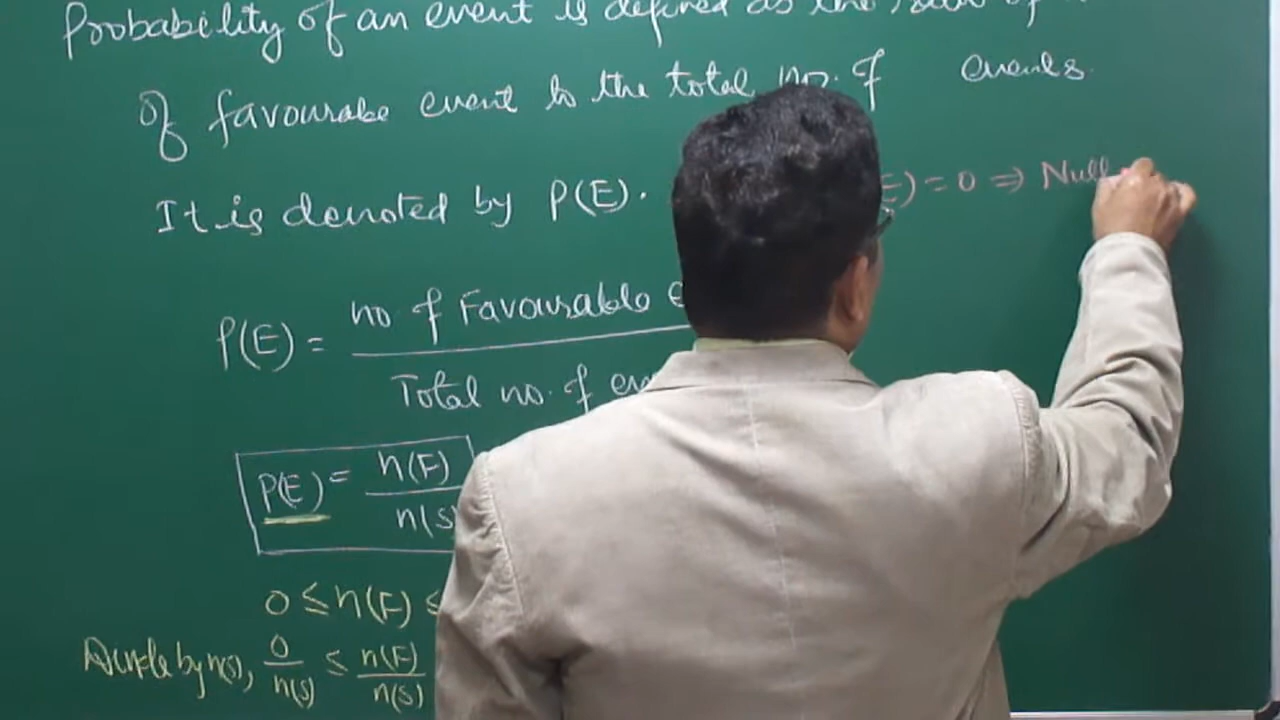 Probability of an event is defined as the ratio of
of favourable event to the total no. of events.
It is denoted by P(E). E) = 0 ⇒ Null
P(E) = no of Favourable e
Total no. of eve
P(E) = n(F)
n(S
0 ≤ n(F) ≤
Divide by n(s), 0/n(s) ≤ n(F)/n(s)